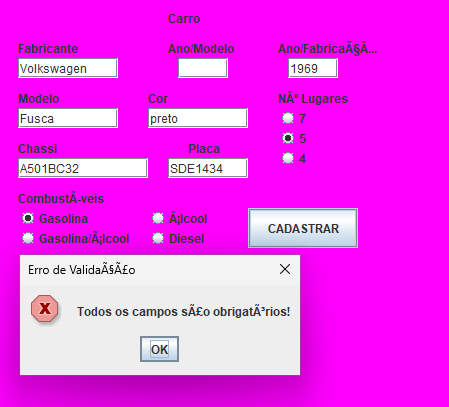 Carro
Fabricante Ano/Modelo Ano/FabricaÃ§Ã...
Volkswagen 1969
Modelo Cor NÃº Lugares
Fusca preto 7
5
Chassi Placa 4
A501BC32 SDE1434
CombustÃ­veis
Gasolina Ã¡lcool CADASTRAR
Gasolina/Ã¡lcool Diesel
Erro de ValidaÃ§Ã£o
Todos os campos sÃ£o obrigatÃ³rios!
OK